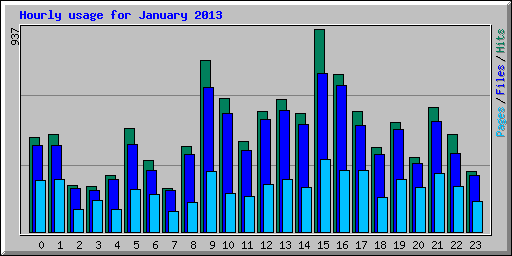 Hourly usage for January 2013
937
Pages/Files/Hits
0 1 2 3 4 5 6 7 8 9 10 11 12 13 14 15 16 17 18 19 20 21 22 23